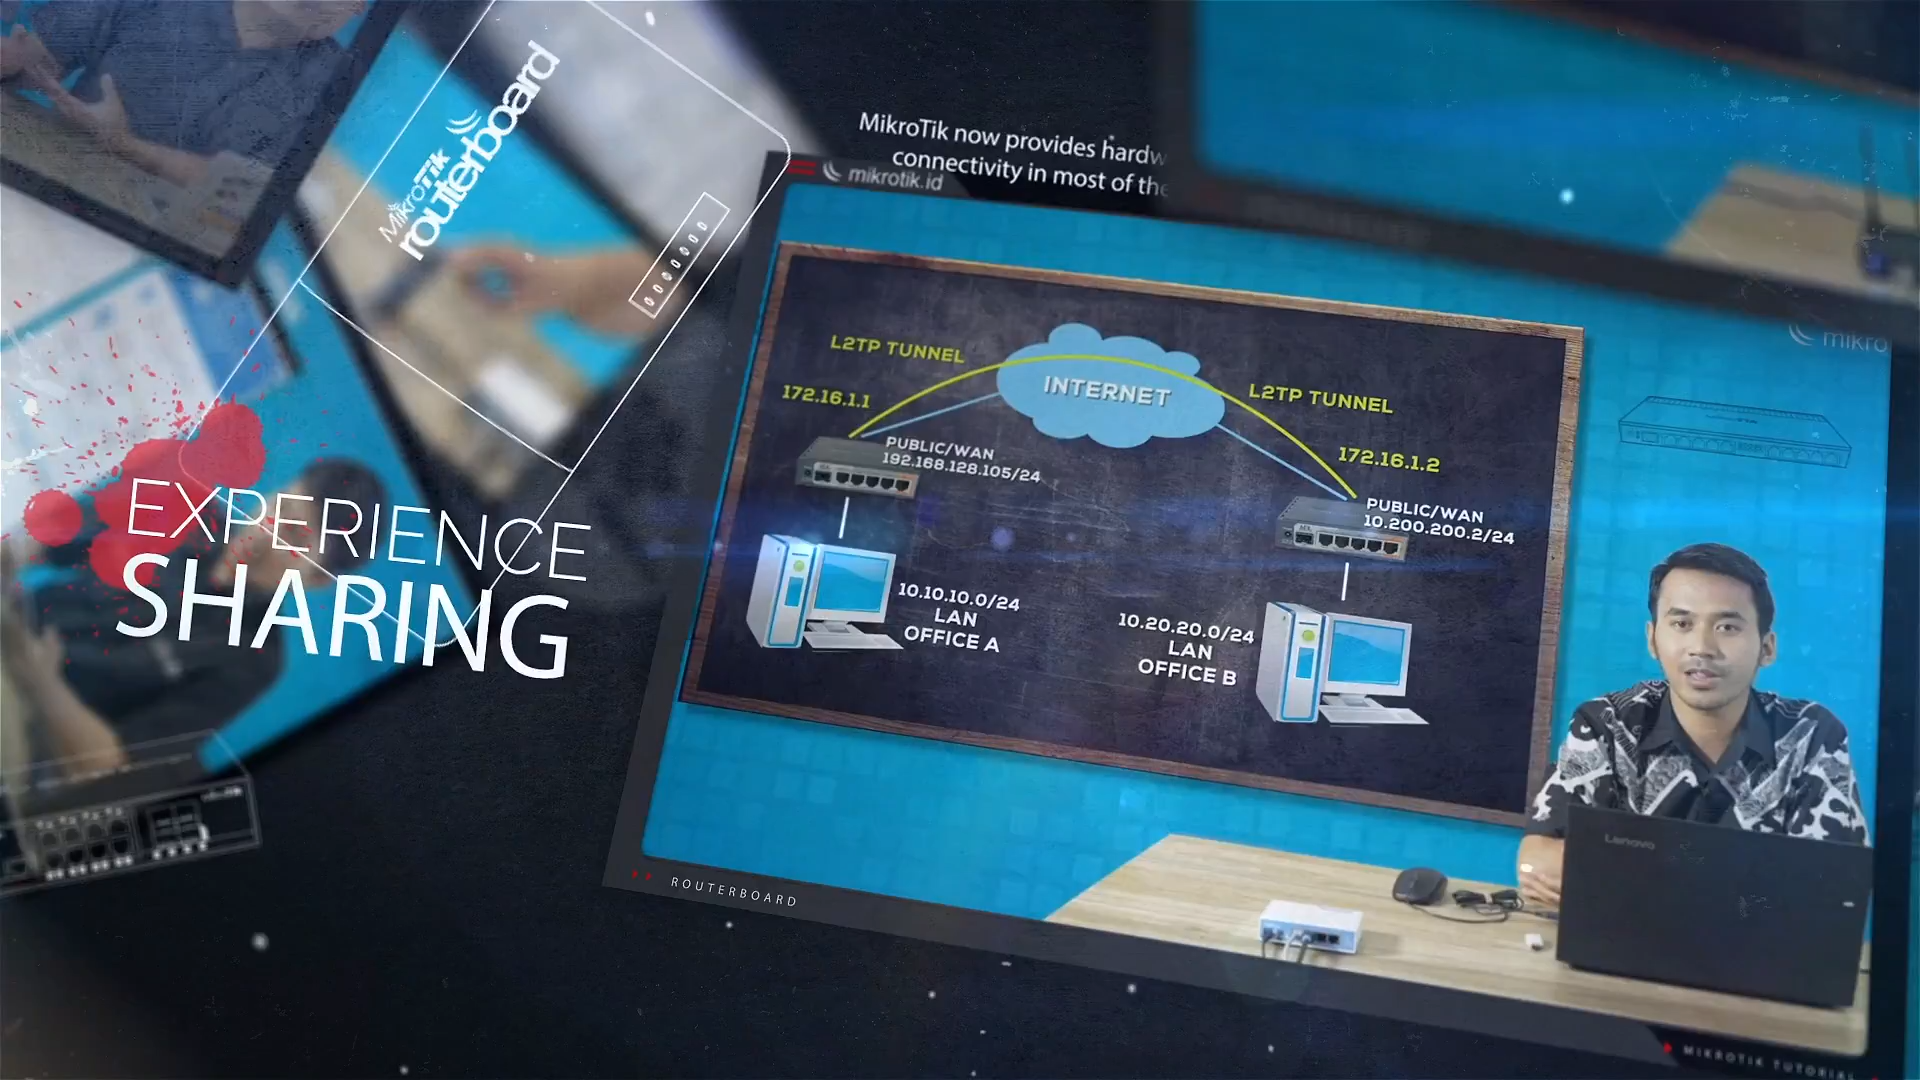 MikroTik
routerboard
MikroTik now provides hardw
connectivity in most of the
mikrotik.id
L2TP TUNNEL
INTERNET
L2TP TUNNEL
172.16.1.1
172.16.1.2
PUBLIC/WAN
192.168.128.105/24
PUBLIC/WAN
10.200.200.2/24
10.10.10.0/24
LAN
OFFICE A
10.20.20.0/24
LAN
OFFICE B
mikro
EXPERIENCE
SHARING
Lenovo
ROUTERBOARD
MIKROTIK TUTORIAL